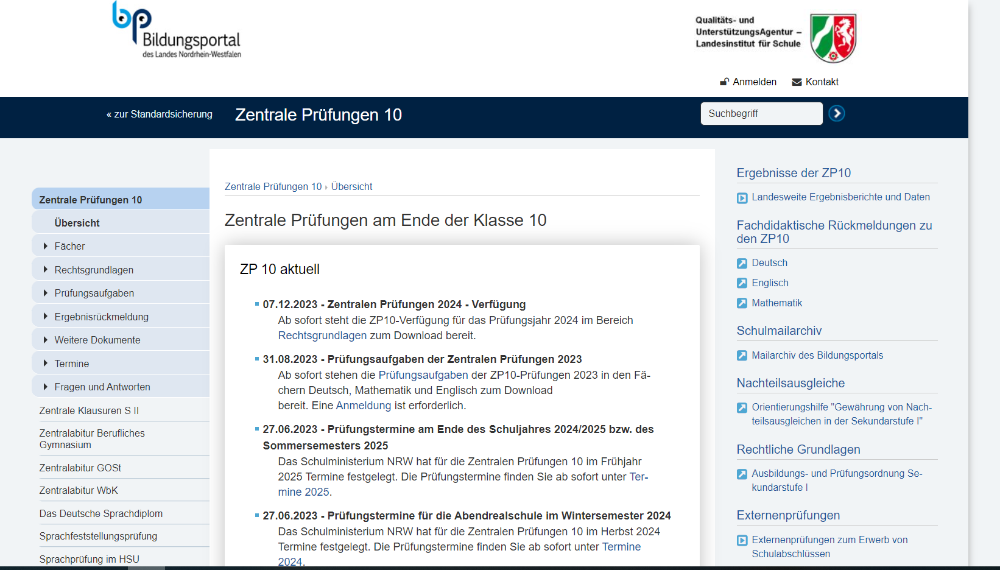 bp
Bildungsportal
des Landes Nordrhein-Westfalen
Qualitäts- und
UnterstützungsAgentur –
Landesinstitut für Schule
Anmelden
Kontakt
« zur Standardsicherung
Zentrale Prüfungen 10
Suchbegriff
Zentrale Prüfungen 10
Übersicht
Fächer
Rechtsgrundlagen
Prüfungsaufgaben
Ergebnisrückmeldung
Weitere Dokumente
Termine
Fragen und Antworten
Zentrale Klausuren S II
Zentralabitur Berufliches
Gymnasium
Zentralabitur GOSt
Zentralabitur WbK
Das Deutsche Sprachdiplom
Sprachfeststellungsprüfung
Sprachprüfung im HSU
Zentrale Prüfungen 10 Übersicht
Zentrale Prüfungen am Ende der Klasse 10
ZP 10 aktuell
07.12.2023 - Zentralen Prüfungen 2024 - Verfügung
Ab sofort steht die ZP10-Verfügung für das Prüfungsjahr 2024 im Bereich
Rechtsgrundlagen zum Download bereit.
31.08.2023 - Prüfungsaufgaben der Zentralen Prüfungen 2023
Ab sofort stehen die Prüfungsaufgaben der ZP10-Prüfungen 2023 in den Fä-
chern Deutsch, Mathematik und Englisch zum Download
bereit. Eine Anmeldung ist erforderlich.
27.06.2023 - Prüfungstermine am Ende des Schuljahres 2024/2025 bzw. des
Sommersemesters 2025
Das Schulministerium NRW hat für die Zentralen Prüfungen 10 im Frühjahr
2025 Termine festgelegt. Die Prüfungstermine finden Sie ab sofort unter Ter-
mine 2025.
27.06.2023 - Prüfungstermine für die Abendrealschule im Wintersemester 2024
Das Schulministerium NRW hat für die Zentralen Prüfungen 10 im Herbst 2024
Termine festgelegt. Die Prüfungstermine finden Sie ab sofort unter Termine
2024.
Ergebnisse der ZP10
Landesweite Ergebnisberichte und Daten
Fachdidaktische Rückmeldungen zu
den ZP10
Deutsch
Englisch
Mathematik
Schulmailarchiv
Mailarchiv des Bildungsportals
Nachteilsausgleiche
Orientierungshilfe "Gewährung von Nach-
teilsausgleichen in der Sekundarstufe I"
Rechtliche Grundlagen
Ausbildungs- und Prüfungsordnung Se-
kundarstufe I
Externenprüfungen
Externenprüfungen zum Erwerb von
Schulabschlüssen